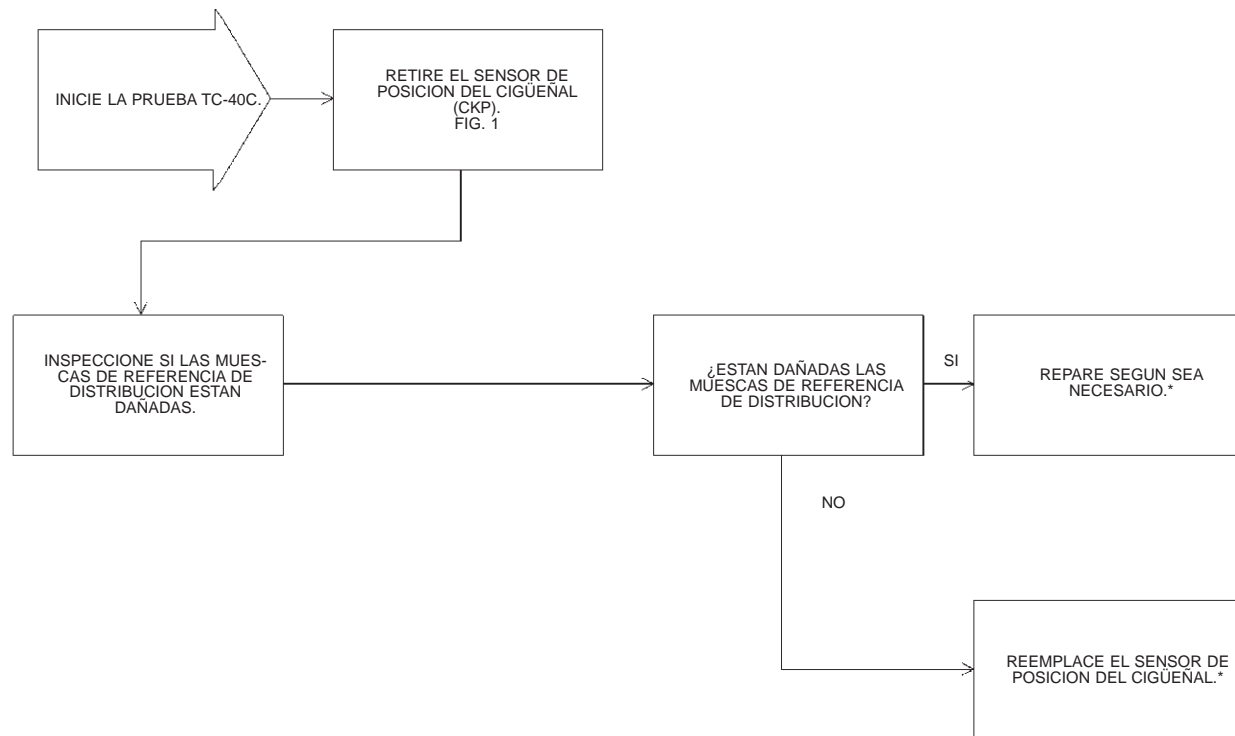 INICIE LA PRUEBA TC-40C.
RETIRE EL SENSOR DE
POSICION DEL CIGÜEÑAL
(CKP).
FIG. 1
INSPECCIONE SI LAS MUES-
CAS DE REFERENCIA DE
DISTRIBUCION ESTAN
DAÑADAS.
¿ESTAN DAÑADAS LAS
MUESCAS DE REFERENCIA
DE DISTRIBUCION?
SI
REPARE SEGUN SEA
NECESARIO.*
NO
REEMPLACE EL SENSOR DE
POSICION DEL CIGÜEÑAL.*